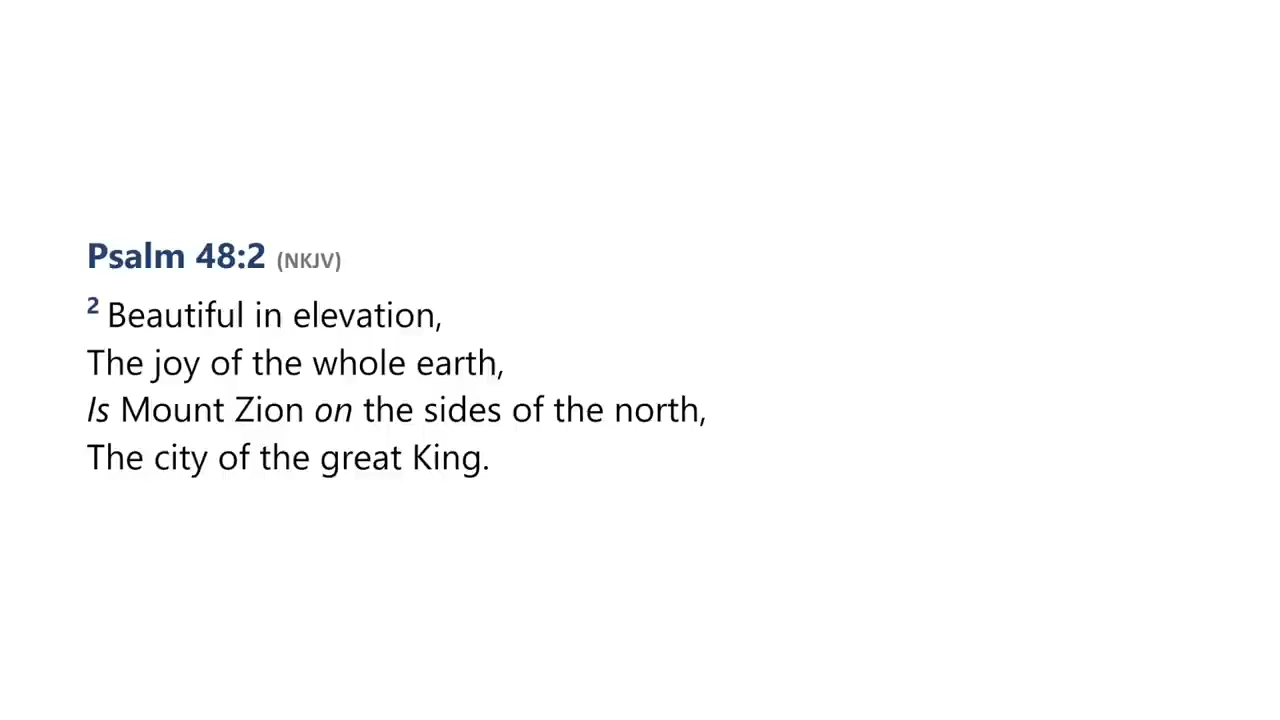 Psalm 48:2 (NKJV)
2 Beautiful in elevation,
The joy of the whole earth,
Is Mount Zion on the sides of the north,
The city of the great King.